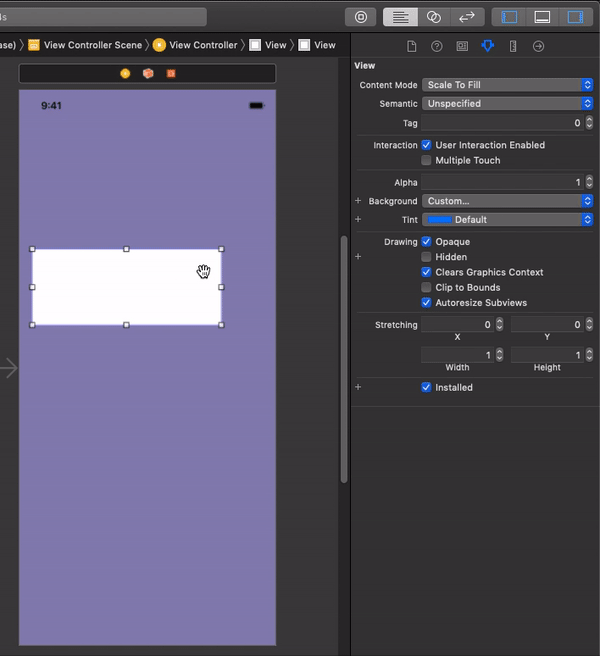 View Controller Scene View Controller View View
9:41
View
Content Mode Scale To Fill
Semantic Unspecified
Tag 0
Interaction User Interaction Enabled
Multiple Touch
Alpha 1
+ Background Custom...
+ Tint Default
Drawing Opaque
+ Hidden
Clears Graphics Context
Clip to Bounds
Autoresize Subviews
Stretching 0 0
X Y
1 1
Width Height
+ Installed